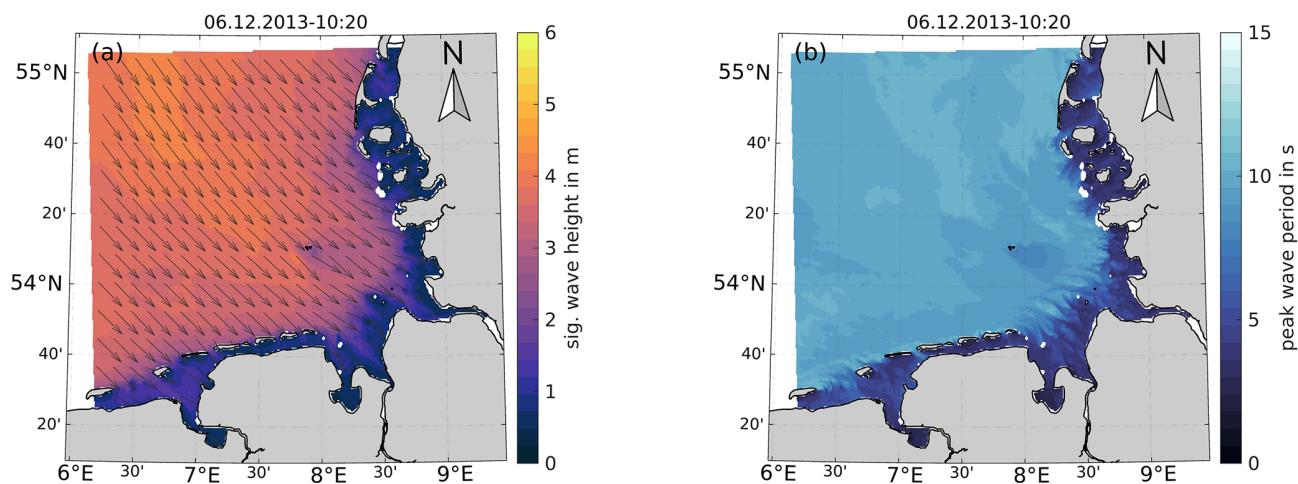 06.12.2013-10:20
(a)
N
55°N
40'
20'
54°N
40'
20'
6°E 30' 7°E 30' 8°E 30' 9°E
6
5
4
3
2
1
0
sig. wave height in m
06.12.2013-10:20
(b)
N
55°N
40'
20'
54°N
40'
20'
6°E 30' 7°E 30' 8°E 30' 9°E
15
10
5
0
peak wave period in s